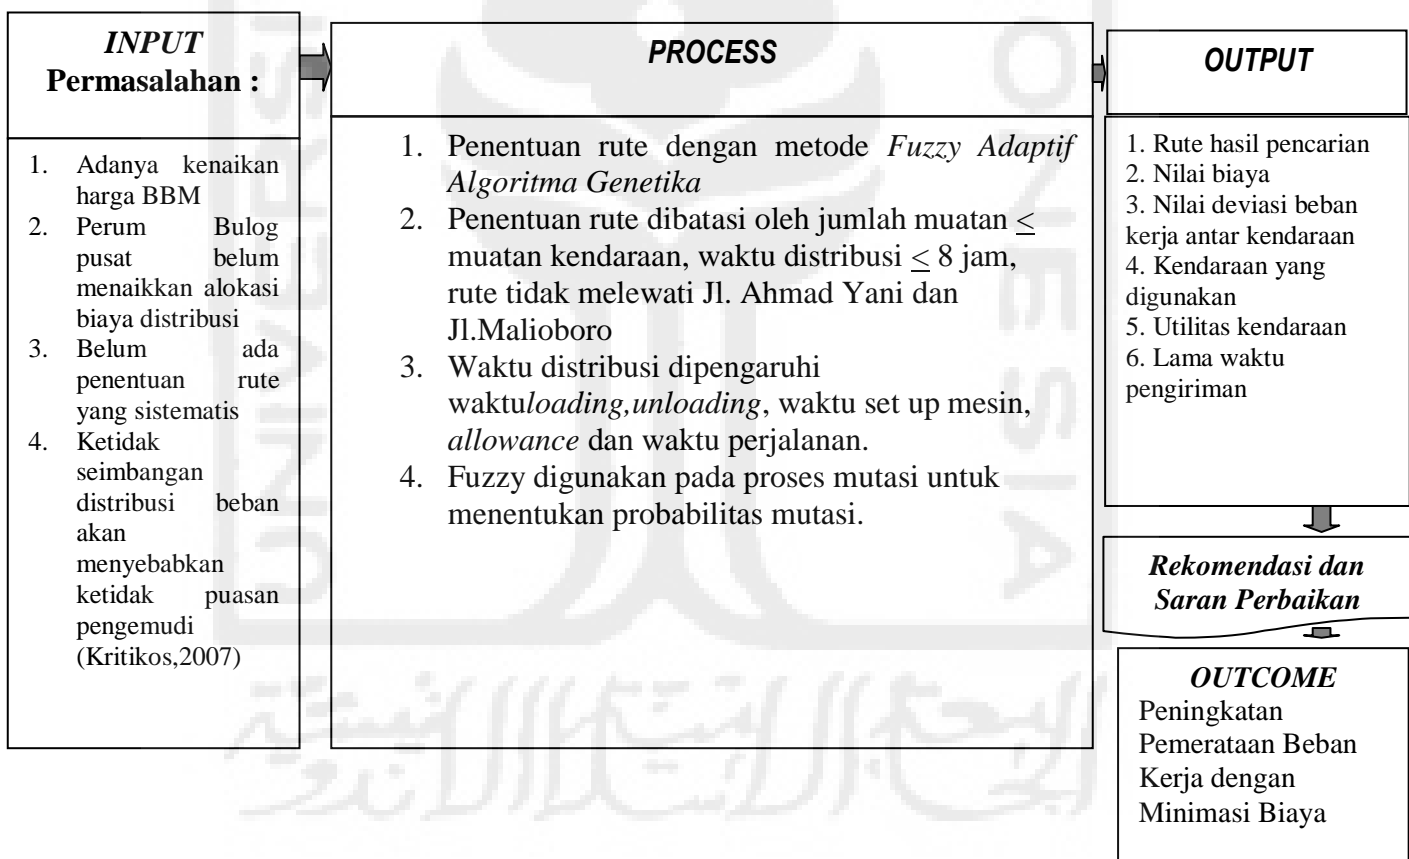 INPUT
Permasalahan :
1. Adanya kenaikan
harga BBM
2. Perum Bulog
pusat belum
menaikkan alokasi
biaya distribusi
3. Belum ada
penentuan rute
yang sistematis
4. Ketidak
seimbangan
distribusi beban
akan
menyebabkan
ketidak puasan
pengemudi
(Kritikos,2007)
PROCESS
1. Penentuan rute dengan metode Fuzzy Adaptif
Algoritma Genetika
2. Penentuan rute dibatasi oleh jumlah muatan <
muatan kendaraan, waktu distribusi < 8 jam,
rute tidak melewati Jl. Ahmad Yani dan
Jl.Malioboro
3. Waktu distribusi dipengaruhi
waktuloading,unloading, waktu set up mesin,
allowance dan waktu perjalanan.
4. Fuzzy digunakan pada proses mutasi untuk
menentukan probabilitas mutasi.
OUTPUT
1. Rute hasil pencarian
2. Nilai biaya
3. Nilai deviasi beban
kerja antar kendaraan
4. Kendaraan yang
digunakan
5. Utilitas kendaraan
6. Lama waktu
pengiriman
Rekomendasi dan
Saran Perbaikan
OUTCOME
Peningkatan
Pemerataan Beban
Kerja dengan
Minimasi Biaya